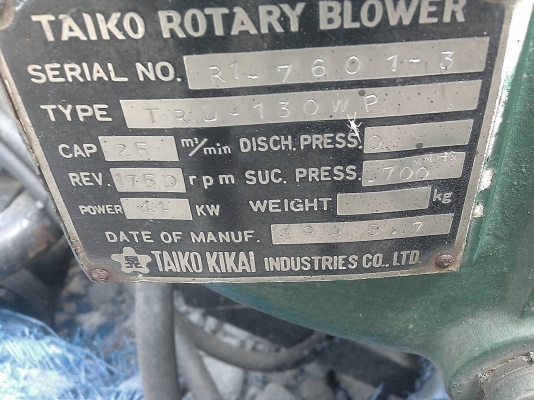 TAIKO ROTARY BLOWER
SERIAL NO. R1-7601-3
TYPE TRD-130WP
CAP 25 m³/min DISCH. PRESS. 0
REV. 1750 rpm SUC. PRESS. -700
POWER KW WEIGHT kg
DATE OF MANUF.
TAIKO KIKAI INDUSTRIES CO., LTD.